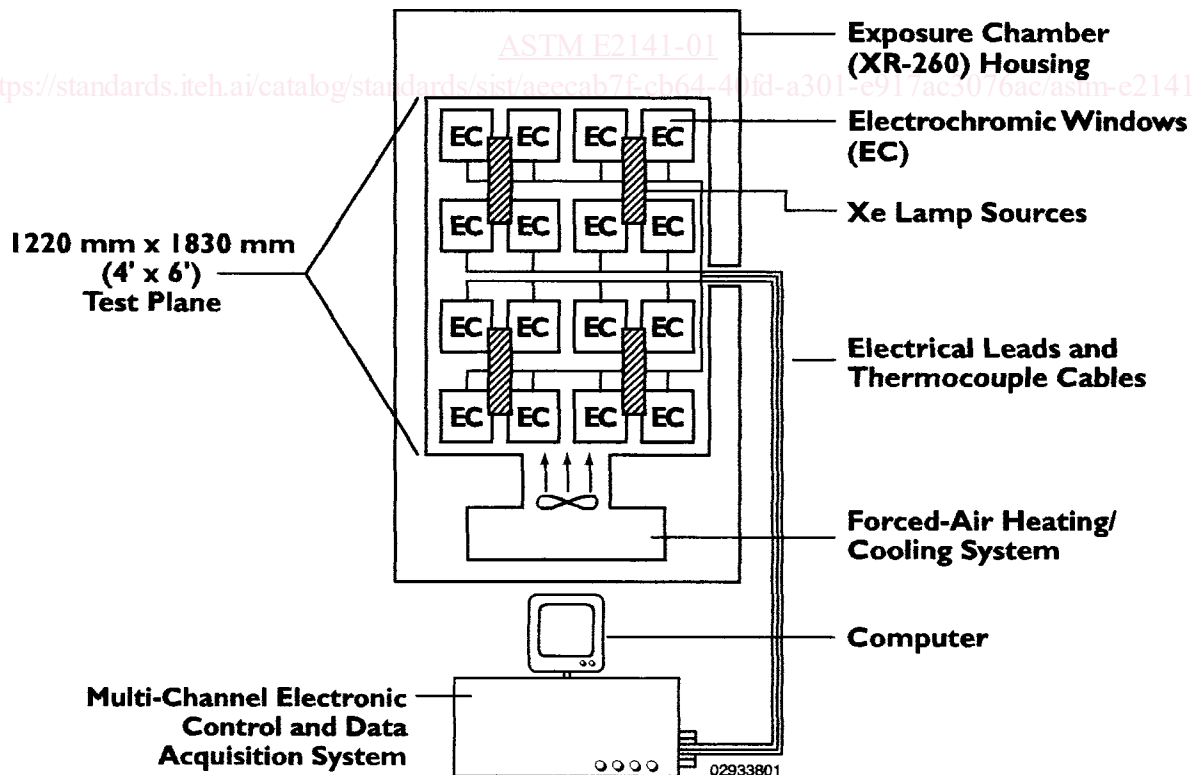 ASTM E2141-01
tps://standards.iteh.ai/catalog/standards/sist/aeecab7f-cb64-40fd-a301-e917ac3076ac/astm-e2141
Exposure Chamber
(XR-260) Housing
Electrochromic Windows
(EC)
Xe Lamp Sources
EC EC EC EC
EC EC EC EC
EC EC EC EC
EC EC EC EC
1220 mm x 1830 mm
(4' x 6')
Test Plane
Electrical Leads and
Thermocouple Cables
Forced-Air Heating/
Cooling System
Computer
Multi-Channel Electronic
Control and Data
Acquisition System
02933801